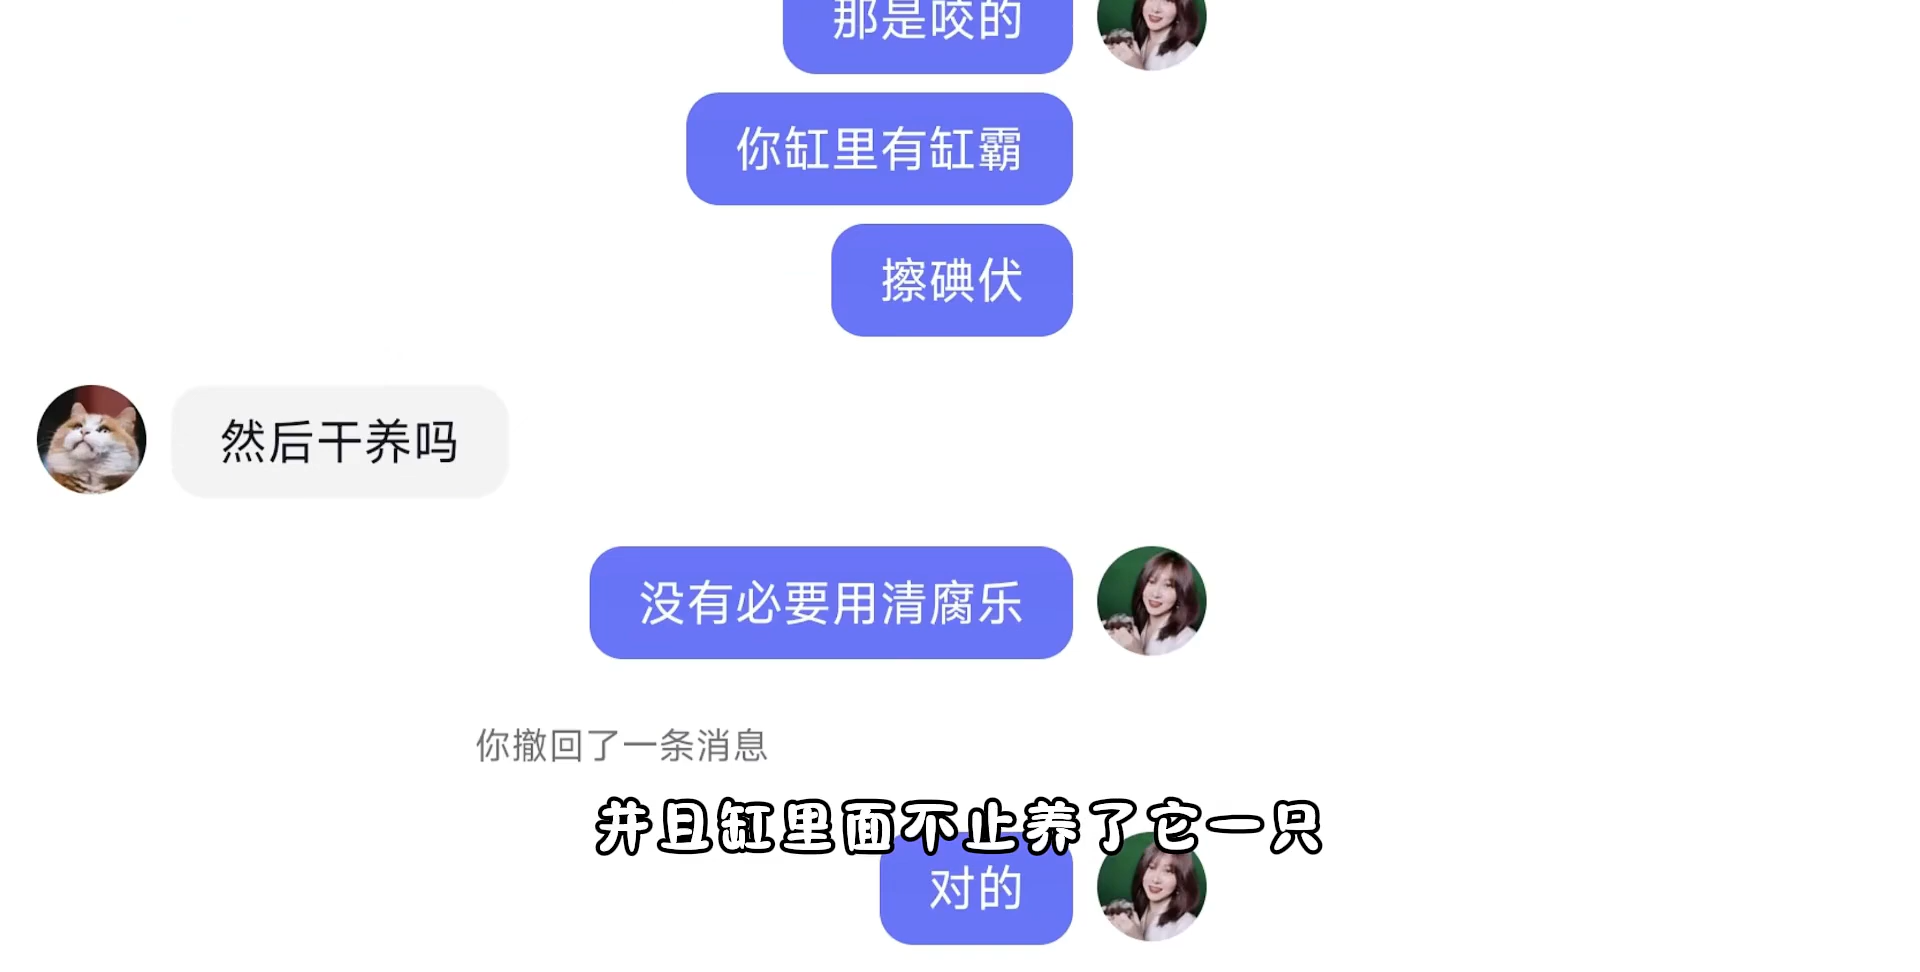 那是咬的
你缸里有缸霸
擦碘伏
然后干养吗
没有必要用清腐乐
你撤回了一条消息
并且缸里面不止养了它一只
对的